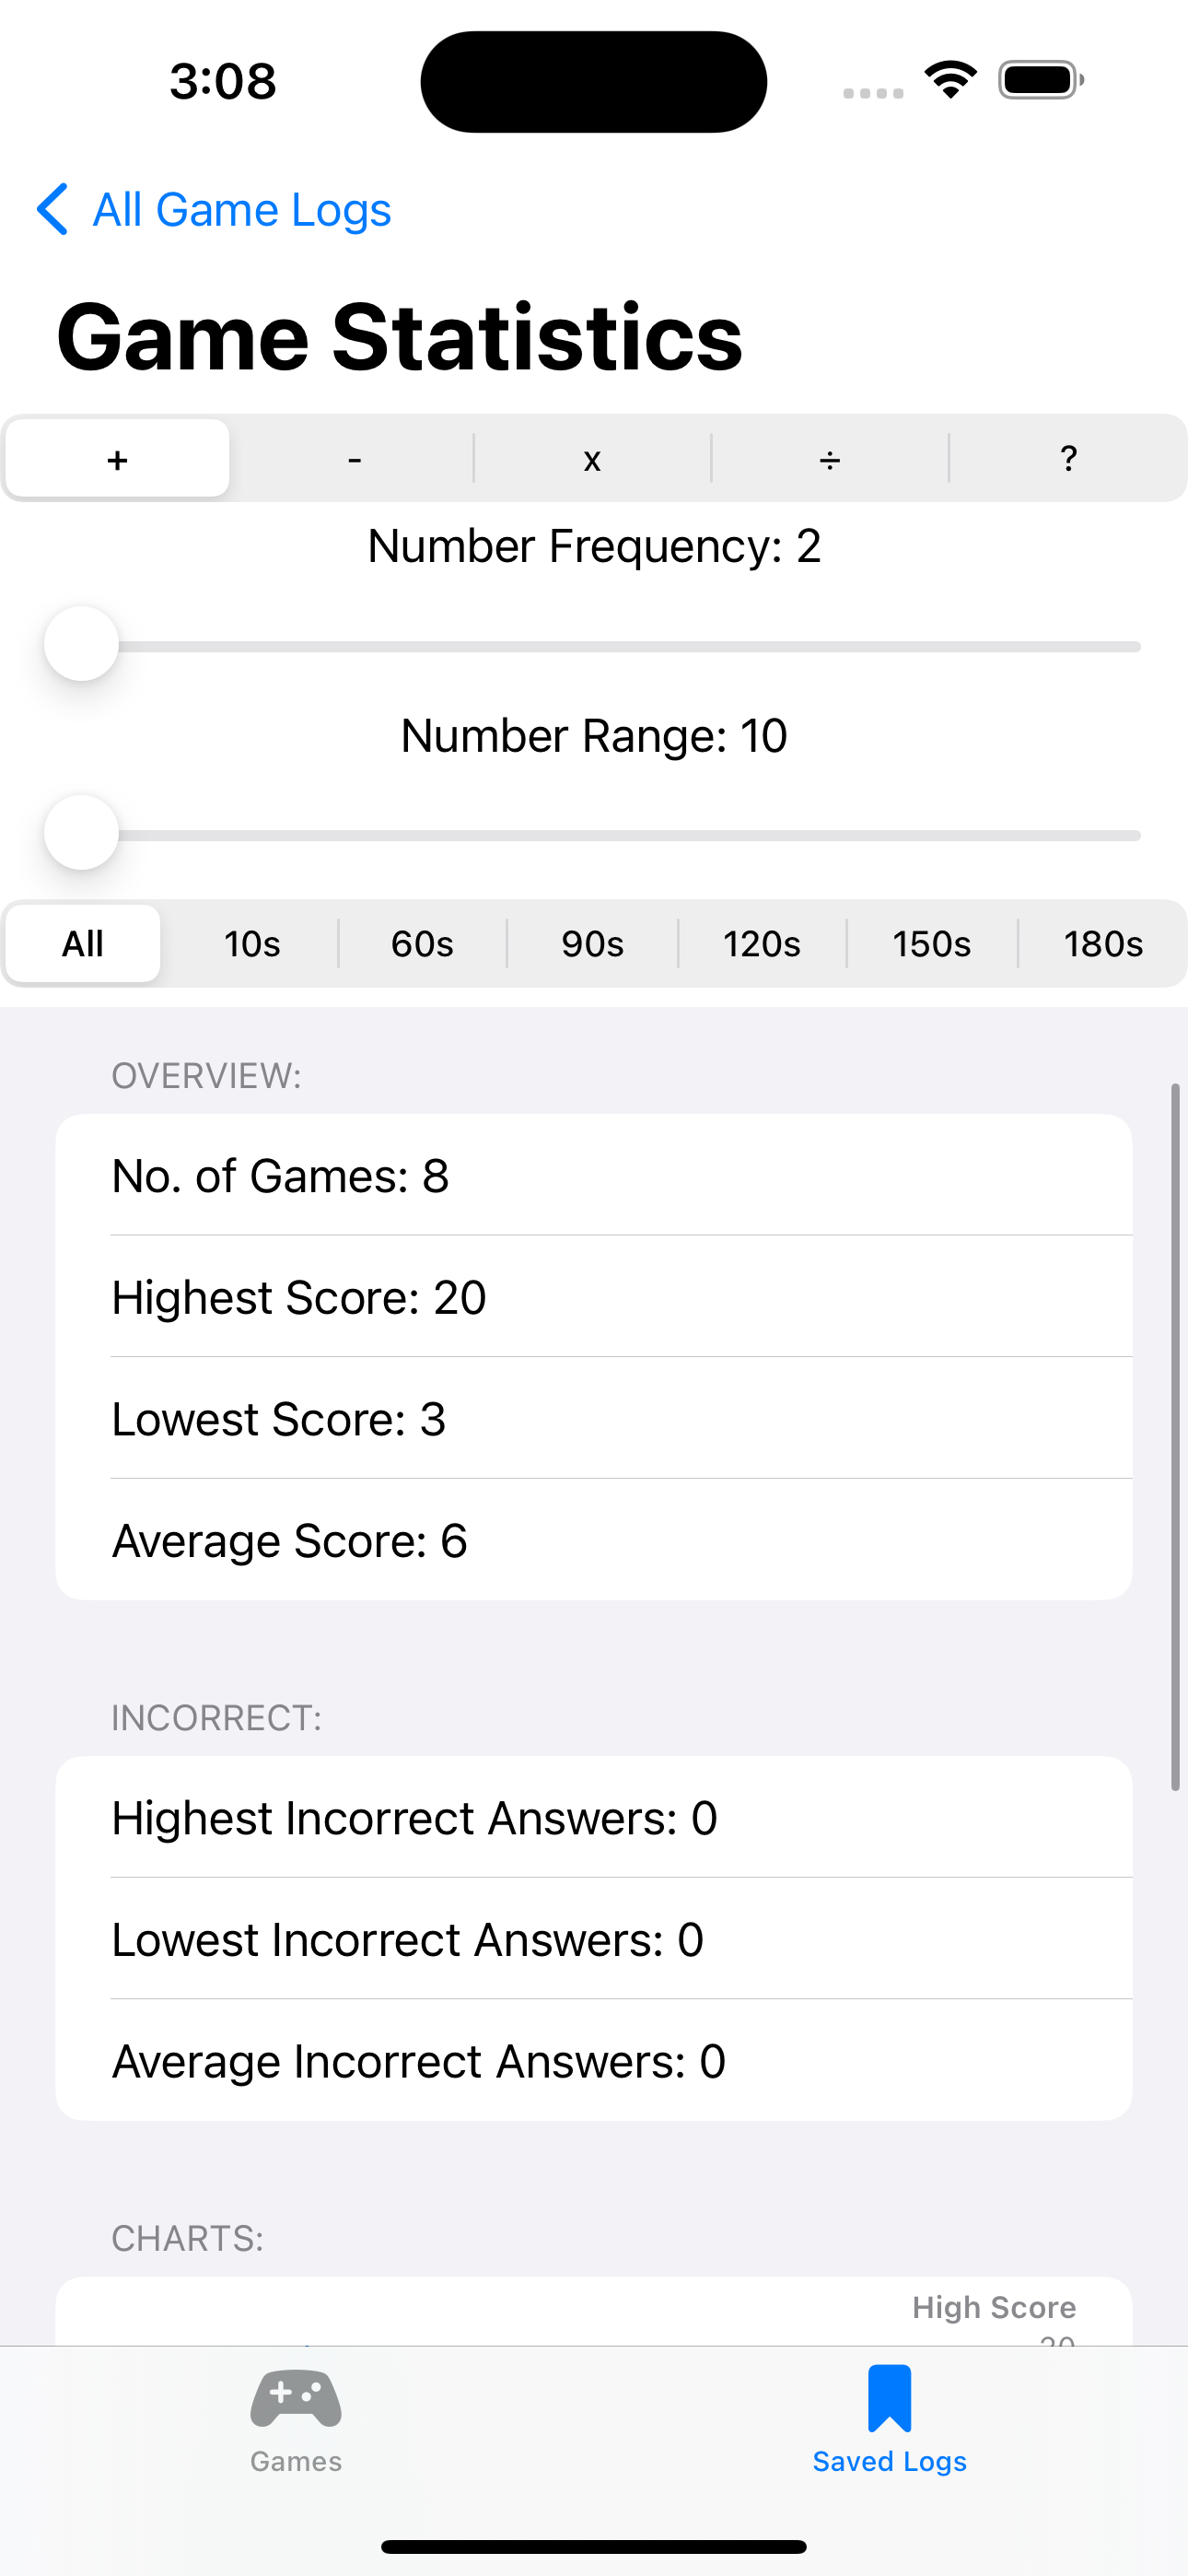 3:08
All Game Logs
Game Statistics
+ - x ÷ ?
Number Frequency: 2
Number Range: 10
All 10s 60s 90s 120s 150s 180s
OVERVIEW:
No. of Games: 8
Highest Score: 20
Lowest Score: 3
Average Score: 6
INCORRECT:
Highest Incorrect Answers: 0
Lowest Incorrect Answers: 0
Average Incorrect Answers: 0
CHARTS:
High Score
Games Saved Logs